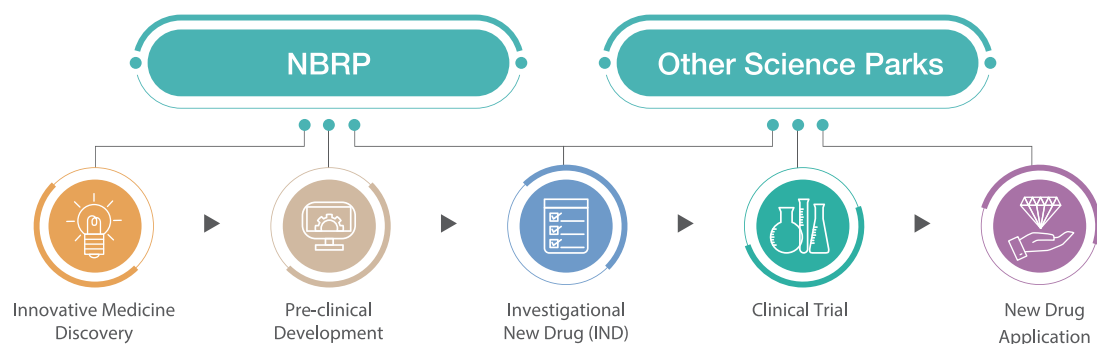 NBRP
Other Science Parks
Innovative Medicine
Discovery
Pre-clinical
Development
Investigational
New Drug (IND)
Clinical Trial
New Drug
Application